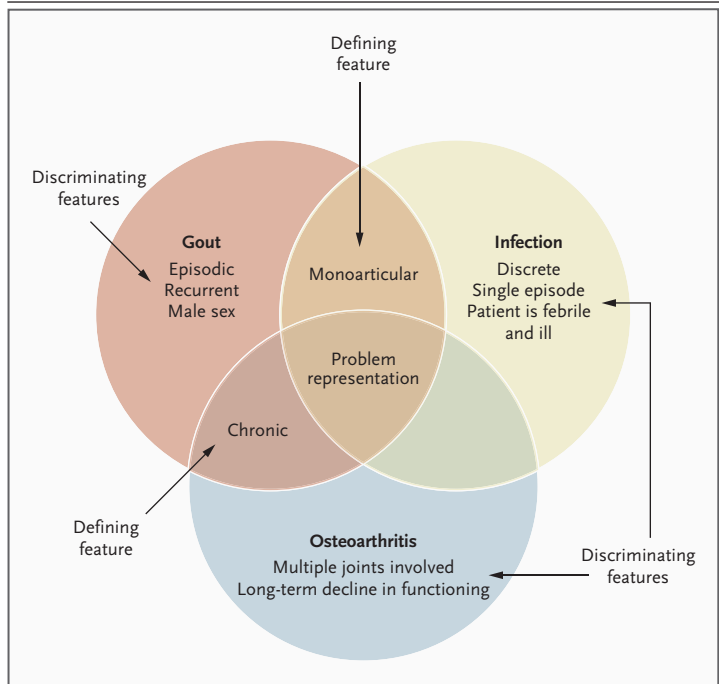 Defining
feature
Discriminating
features
Gout
Episodic
Recurrent
Male sex
Monoarticular
Infection
Discrete
Single episode
Patient is febrile
and ill
Problem
representation
Chronic
Defining
feature
Osteoarthritis
Multiple joints involved
Long-term decline in functioning
Discriminating
features